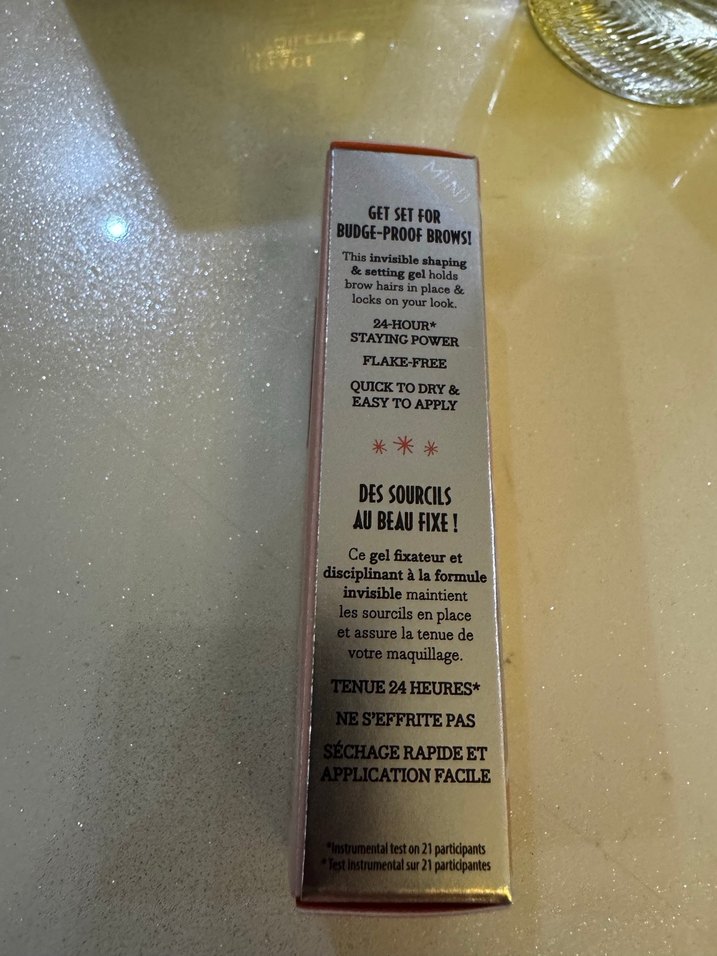 MINI
GET SET FOR
BUDGE-PROOF BROWS!
This invisible shaping
& setting gel holds
brow hairs in place &
locks on your look.
24-HOUR*
STAYING POWER
FLAKE-FREE
QUICK TO DRY &
EASY TO APPLY
DES SOURCILS
AU BEAU FIXE !
Ce gel fixateur et
disciplinant à la formule
invisible maintient
les sourcils en place
et assure la tenue de
votre maquillage.
TENUE 24 HEURES*
NE S'EFFRITE PAS
SÉCHAGE RAPIDE ET
APPLICATION FACILE
*Instrumental test on 21 participants
* Test instrumental sur 21 participantes